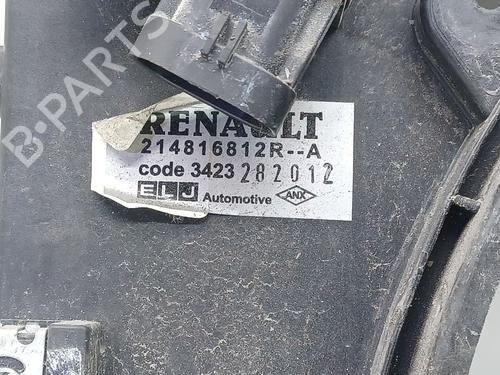 RENAULT
214816812R--A
code 3423 282012
ELJ Automotive ANX
B-PARTS